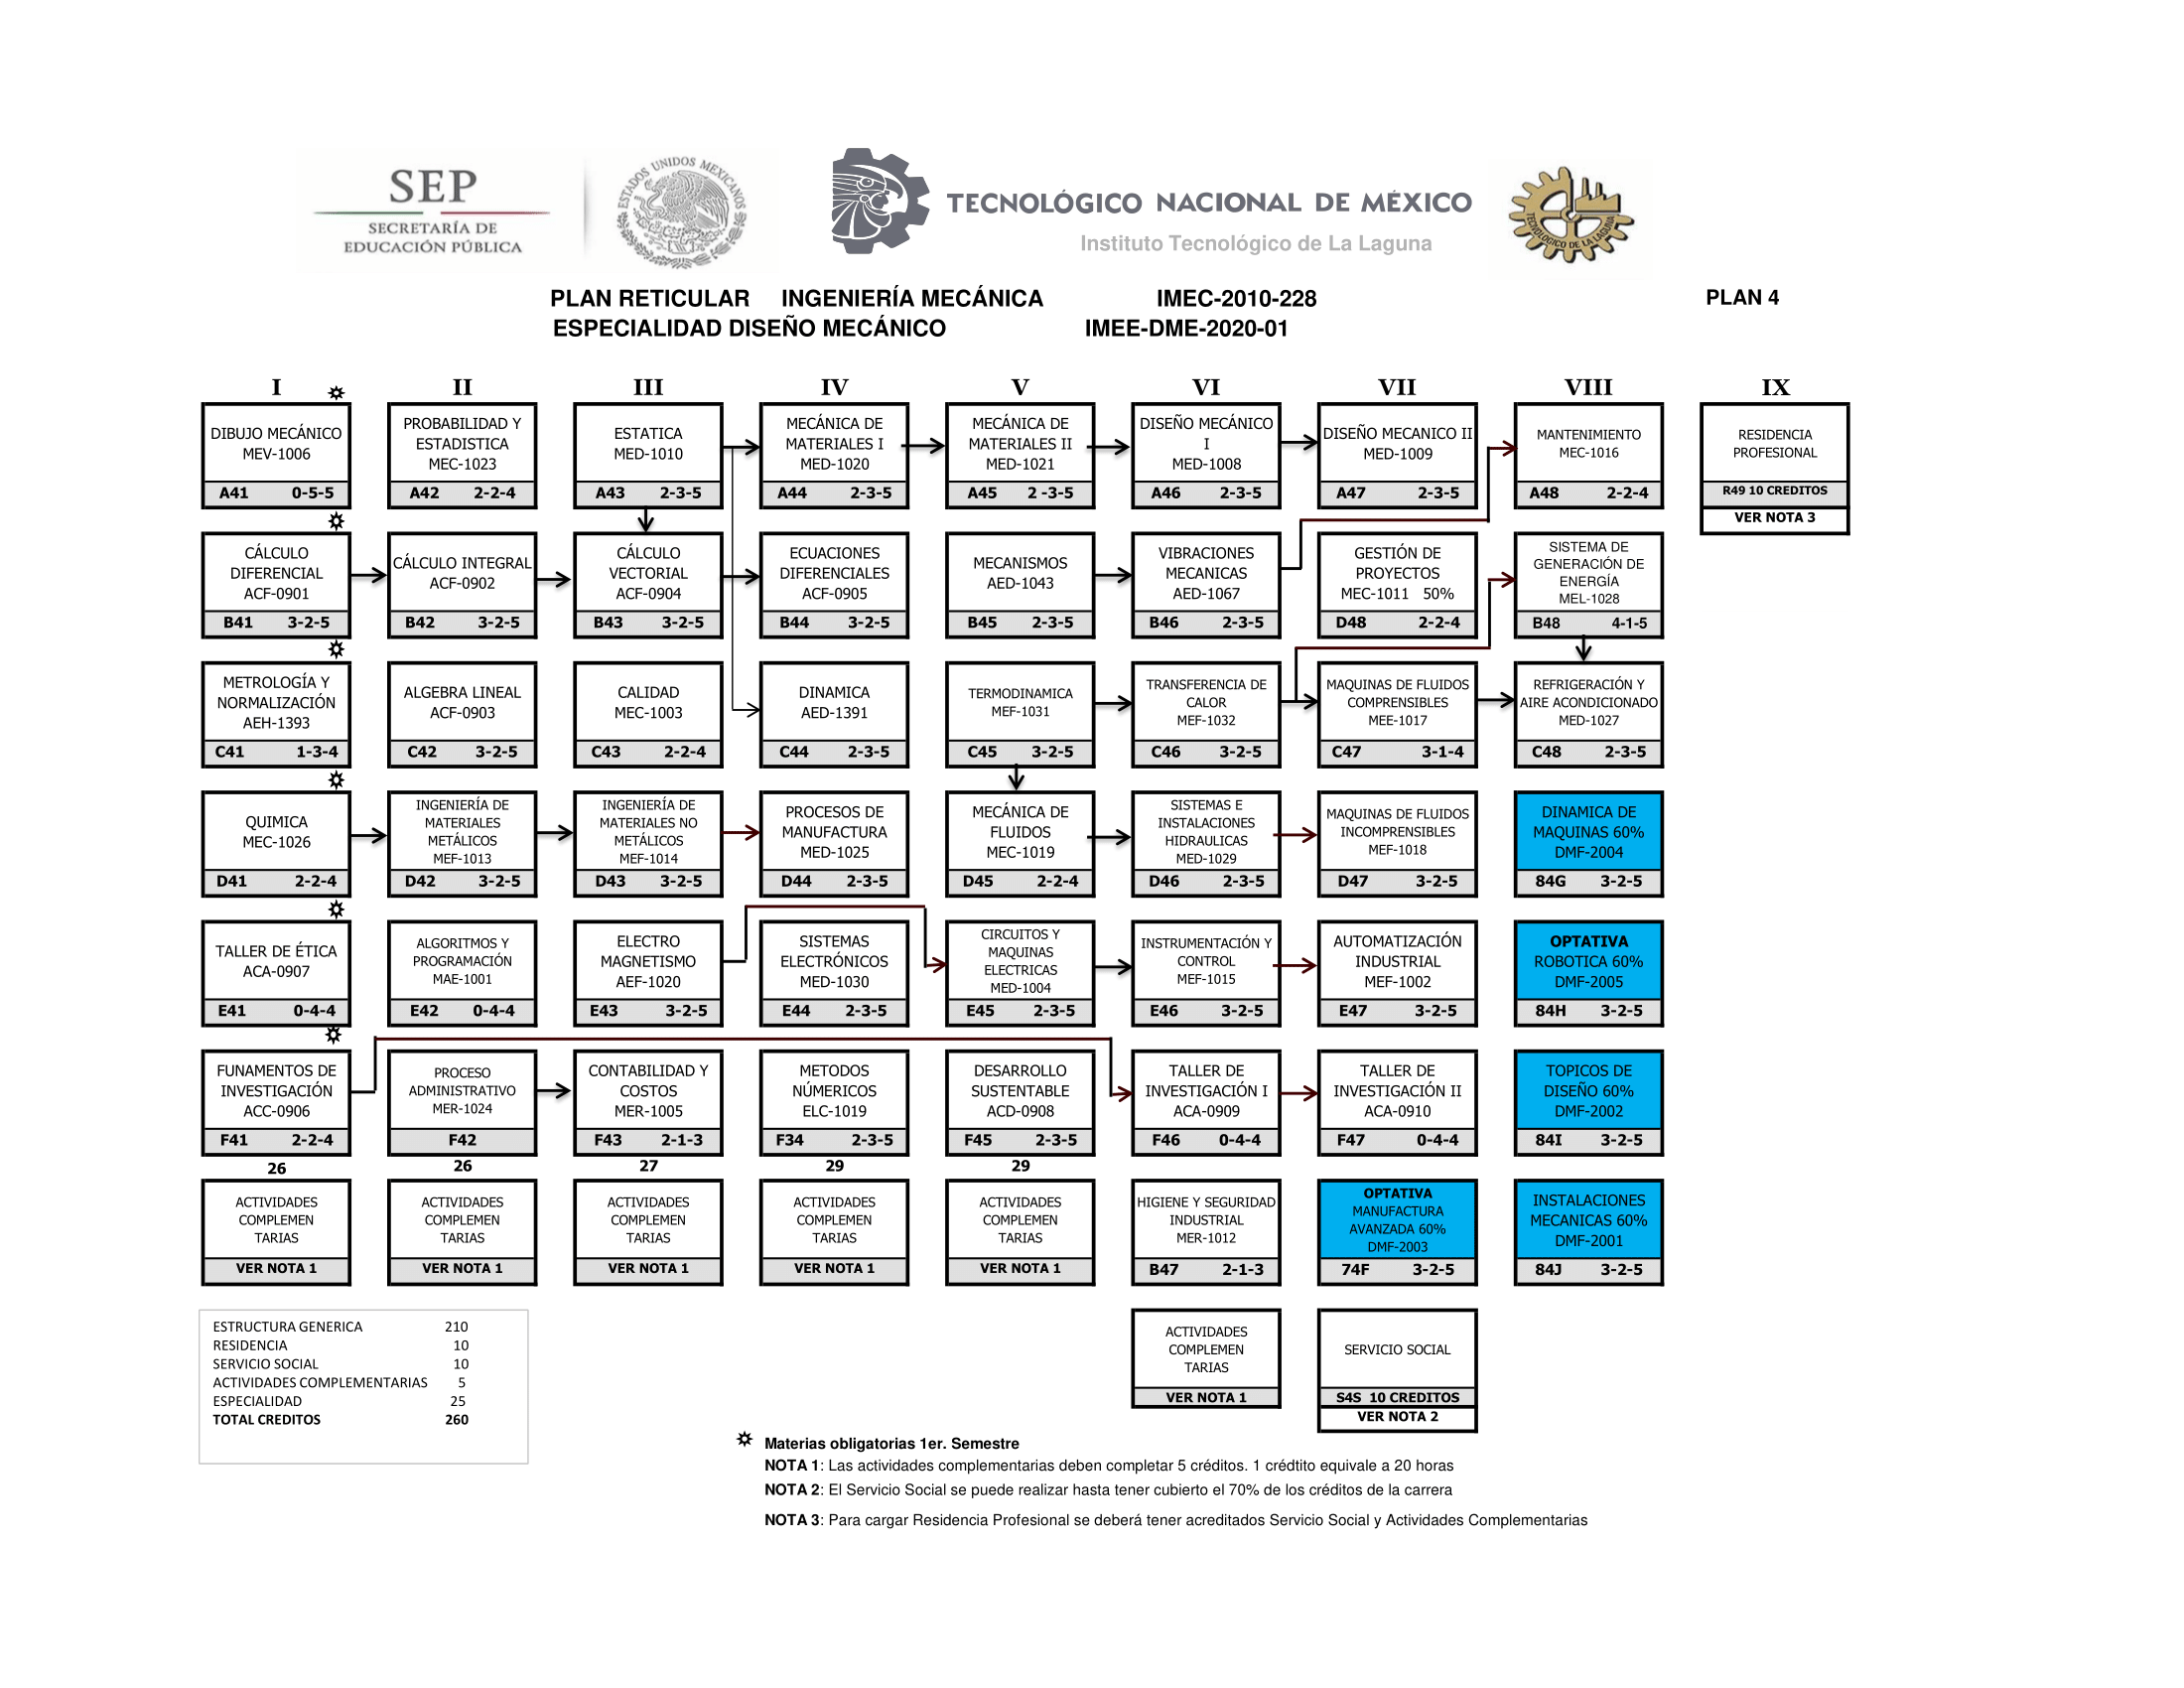 SEP
SECRETARÍA DE
EDUCACIÓN PÚBLICA
ESTADOS UNIDOS MEXICANOS
TECNOLÓGICO NACIONAL DE MÉXICO
Instituto Tecnológico de La Laguna
TECNOLOGICO DE LA LAGUNA
PLAN RETICULAR INGENIERÍA MECÁNICA IMEC-2010-228 PLAN 4
ESPECIALIDAD DISEÑO MECÁNICO IMEE-DME-2020-01
I
DIBUJO MECÁNICO
MEV-1006
A41 0-5-5
CÁLCULO
DIFERENCIAL
ACF-0901
B41 3-2-5
METROLOGÍA Y
NORMALIZACIÓN
AEH-1393
C41 1-3-4
QUIMICA
MEC-1026
D41 2-2-4
TALLER DE ÉTICA
ACA-0907
E41 0-4-4
FUNAMENTOS DE
INVESTIGACIÓN
ACC-0906
F41 2-2-4
26
ACTIVIDADES
COMPLEMEN
TARIAS
VER NOTA 1
II
PROBABILIDAD Y
ESTADISTICA
MEC-1023
A42 2-2-4
CÁLCULO INTEGRAL
ACF-0902
B42 3-2-5
ALGEBRA LINEAL
ACF-0903
C42 3-2-5
INGENIERÍA DE
MATERIALES
METÁLICOS
MEF-1013
D42 3-2-5
ALGORITMOS Y
PROGRAMACIÓN
MAE-1001
E42 0-4-4
PROCESO
ADMINISTRATIVO
MER-1024
F42
26
ACTIVIDADES
COMPLEMEN
TARIAS
VER NOTA 1
III
ESTATICA
MED-1010
A43 2-3-5
CÁLCULO
VECTORIAL
ACF-0904
B43 3-2-5
CALIDAD
MEC-1003
C43 2-2-4
INGENIERÍA DE
MATERIALES NO
METÁLICOS
MEF-1014
D43 3-2-5
ELECTRO
MAGNETISMO
AEF-1020
E43 3-2-5
CONTABILIDAD Y
COSTOS
MER-1005
F43 2-1-3
27
ACTIVIDADES
COMPLEMEN
TARIAS
VER NOTA 1
IV
MECÁNICA DE
MATERIALES I
MED-1020
A44 2-3-5
ECUACIONES
DIFERENCIALES
ACF-0905
B44 3-2-5
DINAMICA
AED-1391
C44 2-3-5
PROCESOS DE
MANUFACTURA
MED-1025
D44 2-3-5
SISTEMAS
ELECTRÓNICOS
MED-1030
E44 2-3-5
METODOS
NÚMERICOS
ELC-1019
F34 2-3-5
29
ACTIVIDADES
COMPLEMEN
TARIAS
VER NOTA 1
V
MECÁNICA DE
MATERIALES II
MED-1021
A45 2 -3-5
MECANISMOS
AED-1043
B45 2-3-5
TERMODINAMICA
MEF-1031
C45 3-2-5
MECÁNICA DE
FLUIDOS
MEC-1019
D45 2-2-4
CIRCUITOS Y
MAQUINAS
ELECTRICAS
MED-1004
E45 2-3-5
DESARROLLO
SUSTENTABLE
ACD-0908
F45 2-3-5
29
ACTIVIDADES
COMPLEMEN
TARIAS
VER NOTA 1
VI
DISEÑO MECÁNICO
I
MED-1008
A46 2-3-5
VIBRACIONES
MECANICAS
AED-1067
B46 2-3-5
TRANSFERENCIA DE
CALOR
MEF-1032
C46 3-2-5
SISTEMAS E
INSTALACIONES
HIDRAULICAS
MED-1029
D46 2-3-5
INSTRUMENTACIÓN Y
CONTROL
MEF-1015
E46 3-2-5
TALLER DE
INVESTIGACIÓN I
ACA-0909
F46 0-4-4
HIGIENE Y SEGURIDAD
INDUSTRIAL
MER-1012
B47 2-1-3
ACTIVIDADES
COMPLEMEN
TARIAS
VER NOTA 1
VII
DISEÑO MECANICO II
MED-1009
A47 2-3-5
GESTIÓN DE
PROYECTOS
MEC-1011 50%
D48 2-2-4
MAQUINAS DE FLUIDOS
COMPRENSIBLES
MEE-1017
C47 3-1-4
MAQUINAS DE FLUIDOS
INCOMPRENSIBLES
MEF-1018
D47 3-2-5
AUTOMATIZACIÓN
INDUSTRIAL
MEF-1002
E47 3-2-5
TALLER DE
INVESTIGACIÓN II
ACA-0910
F47 0-4-4
OPTATIVA
MANUFACTURA
AVANZADA 60%
DMF-2003
74F 3-2-5
SERVICIO SOCIAL
S4S 10 CREDITOS
VER NOTA 2
VIII
MANTENIMIENTO
MEC-1016
A48 2-2-4
SISTEMA DE
GENERACIÓN DE
ENERGÍA
MEL-1028
B48 4-1-5
REFRIGERACIÓN Y
AIRE ACONDICIONADO
MED-1027
C48 2-3-5
DINAMICA DE
MAQUINAS 60%
DMF-2004
84G 3-2-5
OPTATIVA
ROBOTICA 60%
DMF-2005
84H 3-2-5
TOPICOS DE
DISEÑO 60%
DMF-2002
84I 3-2-5
INSTALACIONES
MECANICAS 60%
DMF-2001
84J 3-2-5
IX
RESIDENCIA
PROFESIONAL
R49 10 CREDITOS
VER NOTA 3
ESTRUCTURA GENERICA 210
RESIDENCIA 10
SERVICIO SOCIAL 10
ACTIVIDADES COMPLEMENTARIAS 5
ESPECIALIDAD 25
TOTAL CREDITOS 260
Materias obligatorias 1er. Semestre
NOTA 1: Las actividades complementarias deben completar 5 créditos. 1 crédtito equivale a 20 horas
NOTA 2: El Servicio Social se puede realizar hasta tener cubierto el 70% de los créditos de la carrera
NOTA 3: Para cargar Residencia Profesional se deberá tener acreditados Servicio Social y Actividades Complementarias